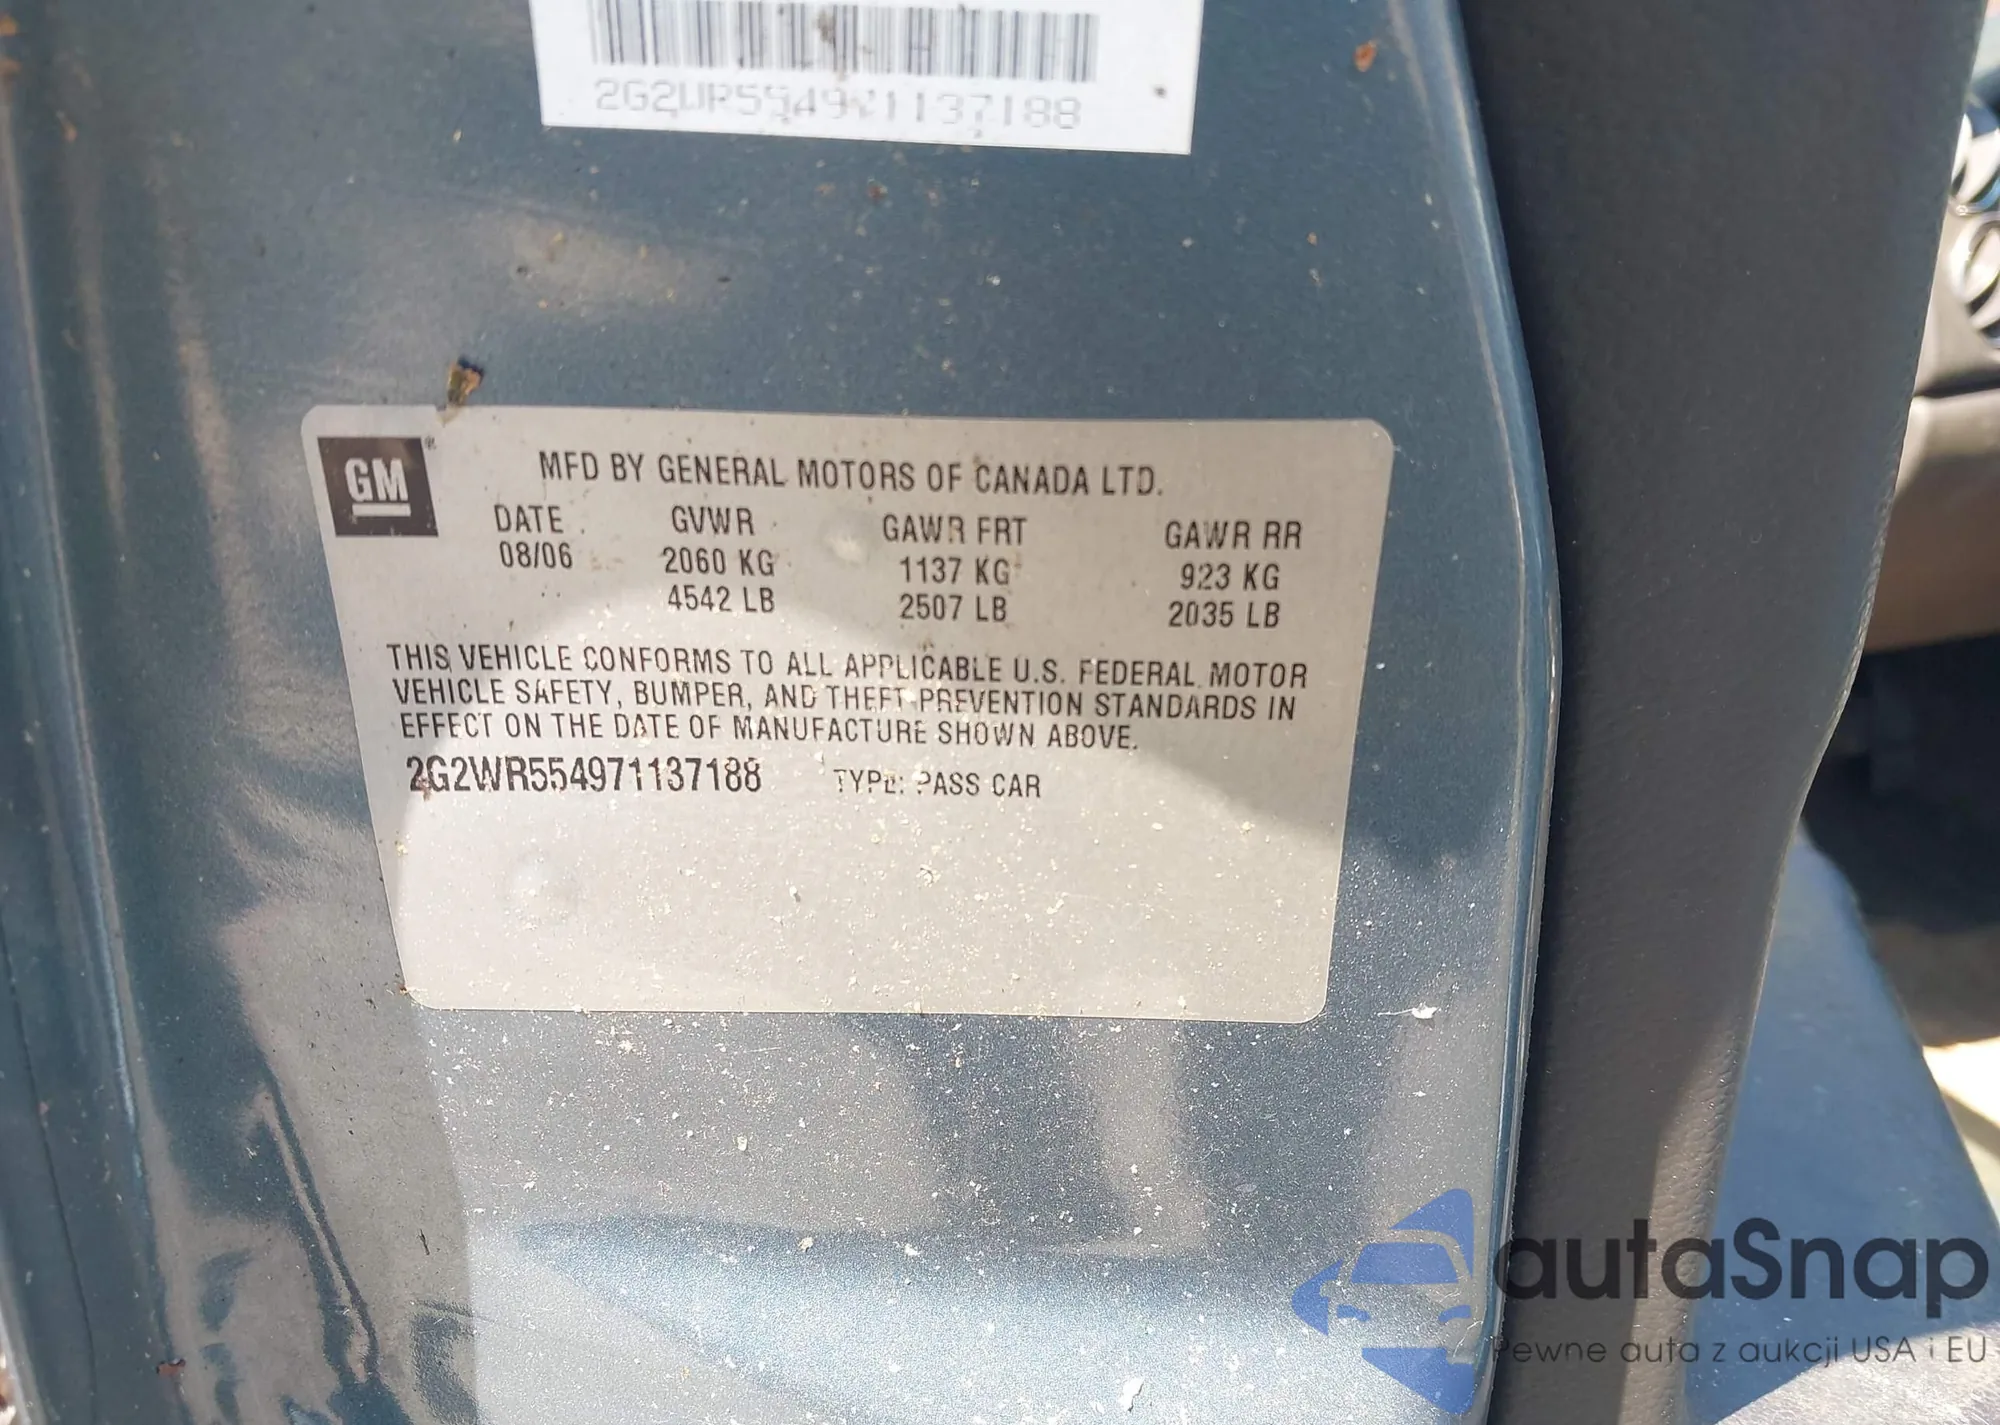 2G2WR554971137188
GM ®
MFD BY GENERAL MOTORS OF CANADA LTD.
DATE GVWR GAWR FRT GAWR RR
08/06 2060 KG 1137 KG 923 KG
4542 LB 2507 LB 2035 LB
THIS VEHICLE CONFORMS TO ALL APPLICABLE U.S. FEDERAL MOTOR
VEHICLE SAFETY, BUMPER, AND THEFT PREVENTION STANDARDS IN
EFFECT ON THE DATE OF MANUFACTURE SHOWN ABOVE.
2G2WR554971137188 TYPE: PASS CAR
autaSnap
Pewne auta z aukcji USA i EU